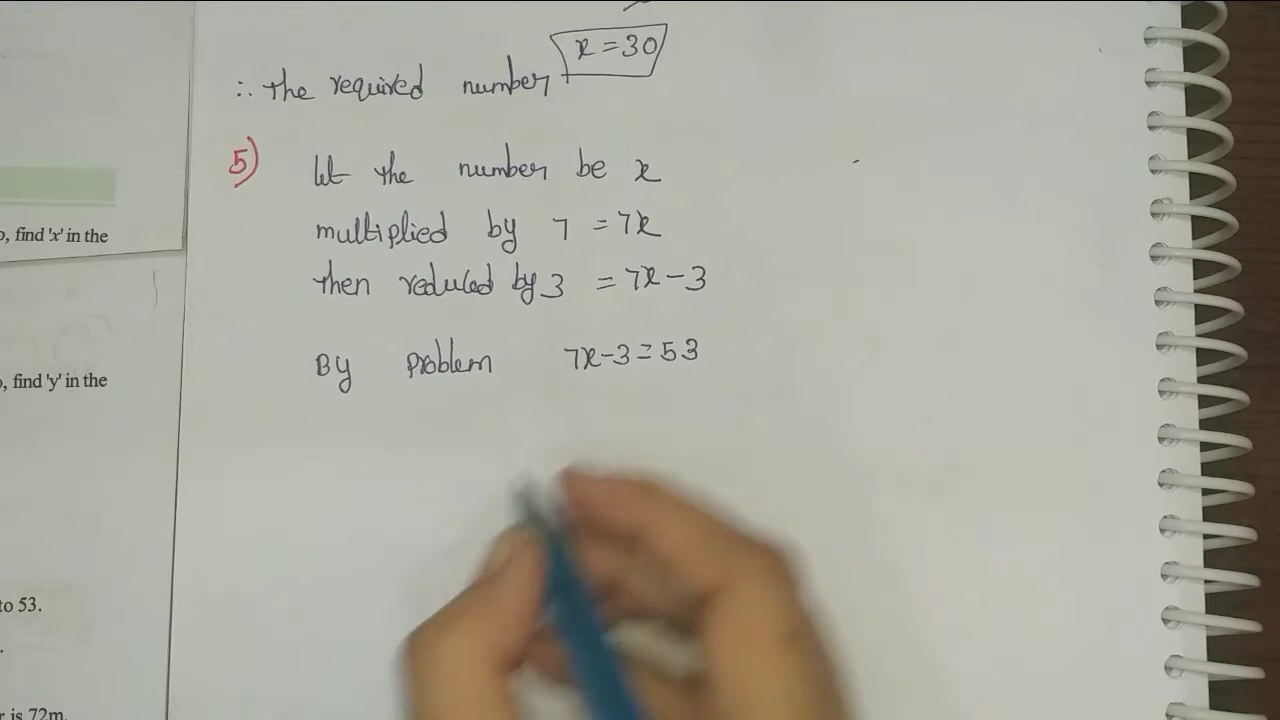 x = 30
∴ The required number
5) let the number be x
multiplied by 7 = 7x
then reduced by 3 = 7x - 3
By problem 7x - 3 = 53
, find 'x' in the
, find 'y' in the
to 53.
r is 72m.